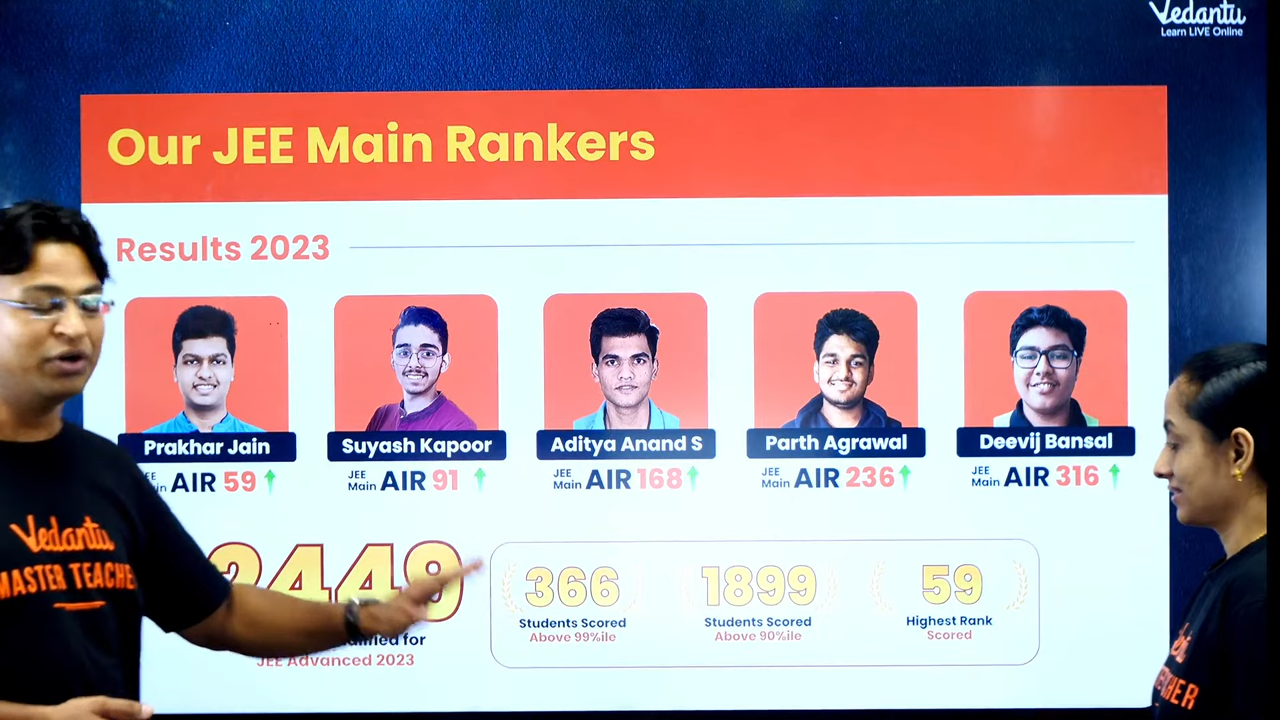 Vedantu
Learn LIVE Online
Our JEE Main Rankers
Results 2023
Prakhar Jain
Suyash Kapoor
Aditya Anand S
Parth Agrawal
Deevij Bansal
AIR 59
JEE Main AIR 91
JEE Main AIR 168
JEE Main AIR 236
JEE Main AIR 316
2449
for
JEE Advanced 2023
366
Students Scored
Above 99%ile
1899
Students Scored
Above 90%ile
59
Highest Rank
Scored
Vedantu
MASTER TEACHE